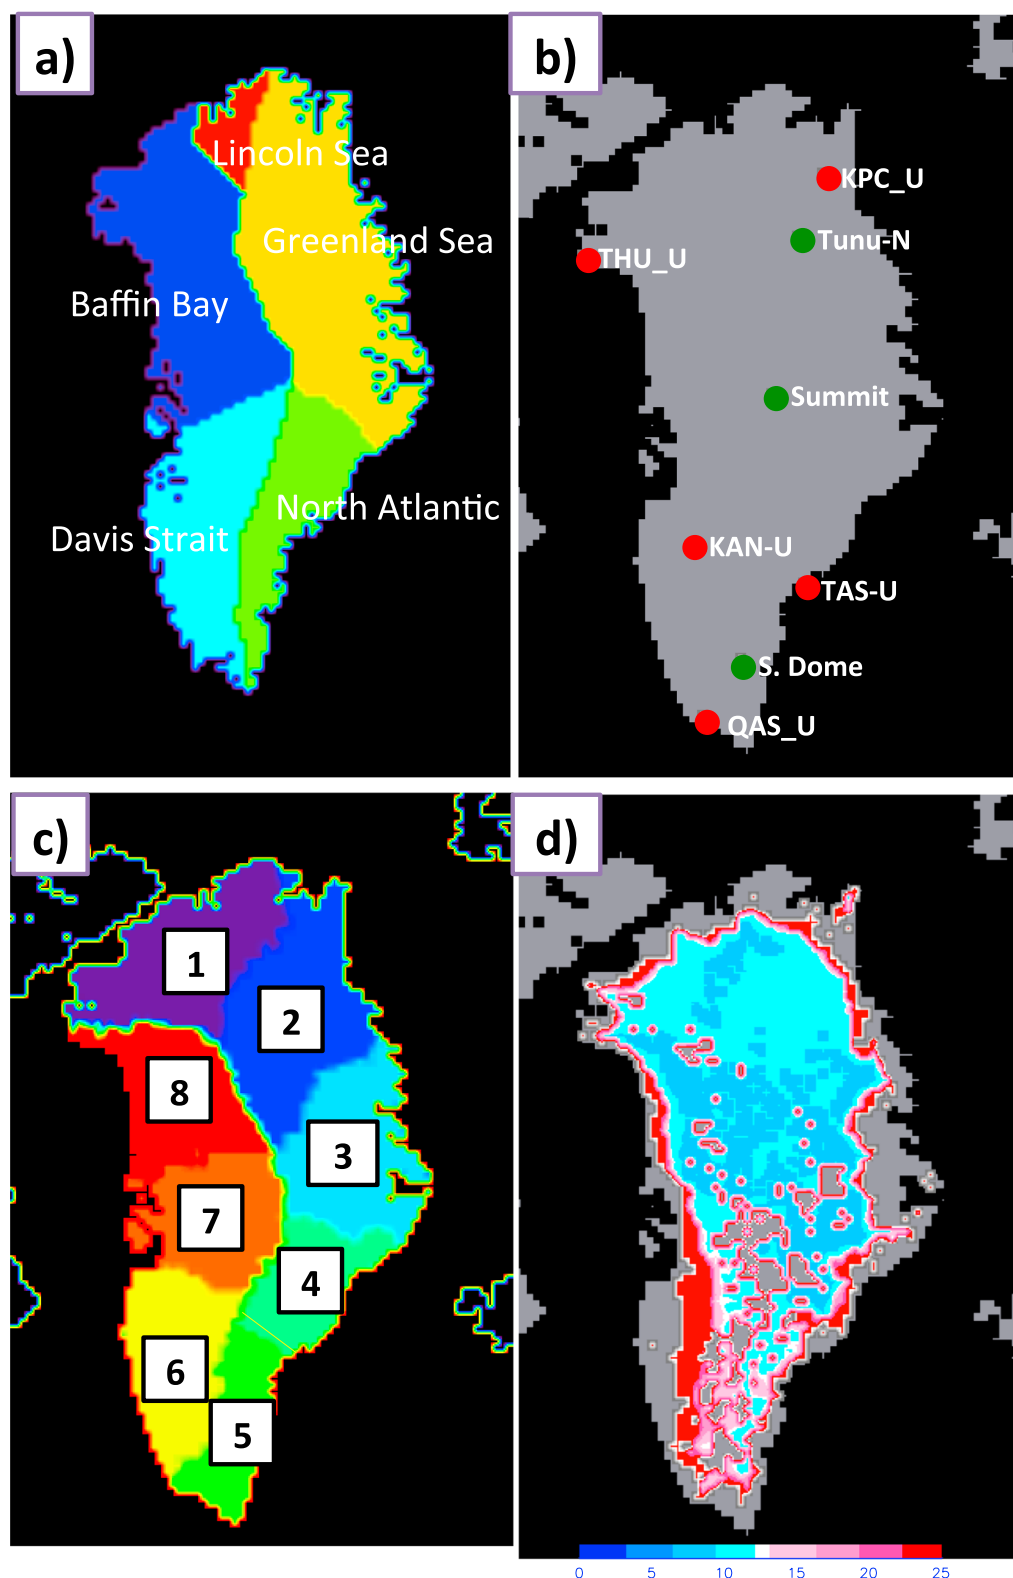 a)
Lincoln Sea
Greenland Sea
Baffin Bay
North Atlantic
Davis Strait
b)
KPC_U
Tunu-N
THU_U
Summit
KAN-U
TAS-U
S. Dome
QAS_U
c)
1
2
8
3
7
4
6
5
d)
0 5 10 15 20 25